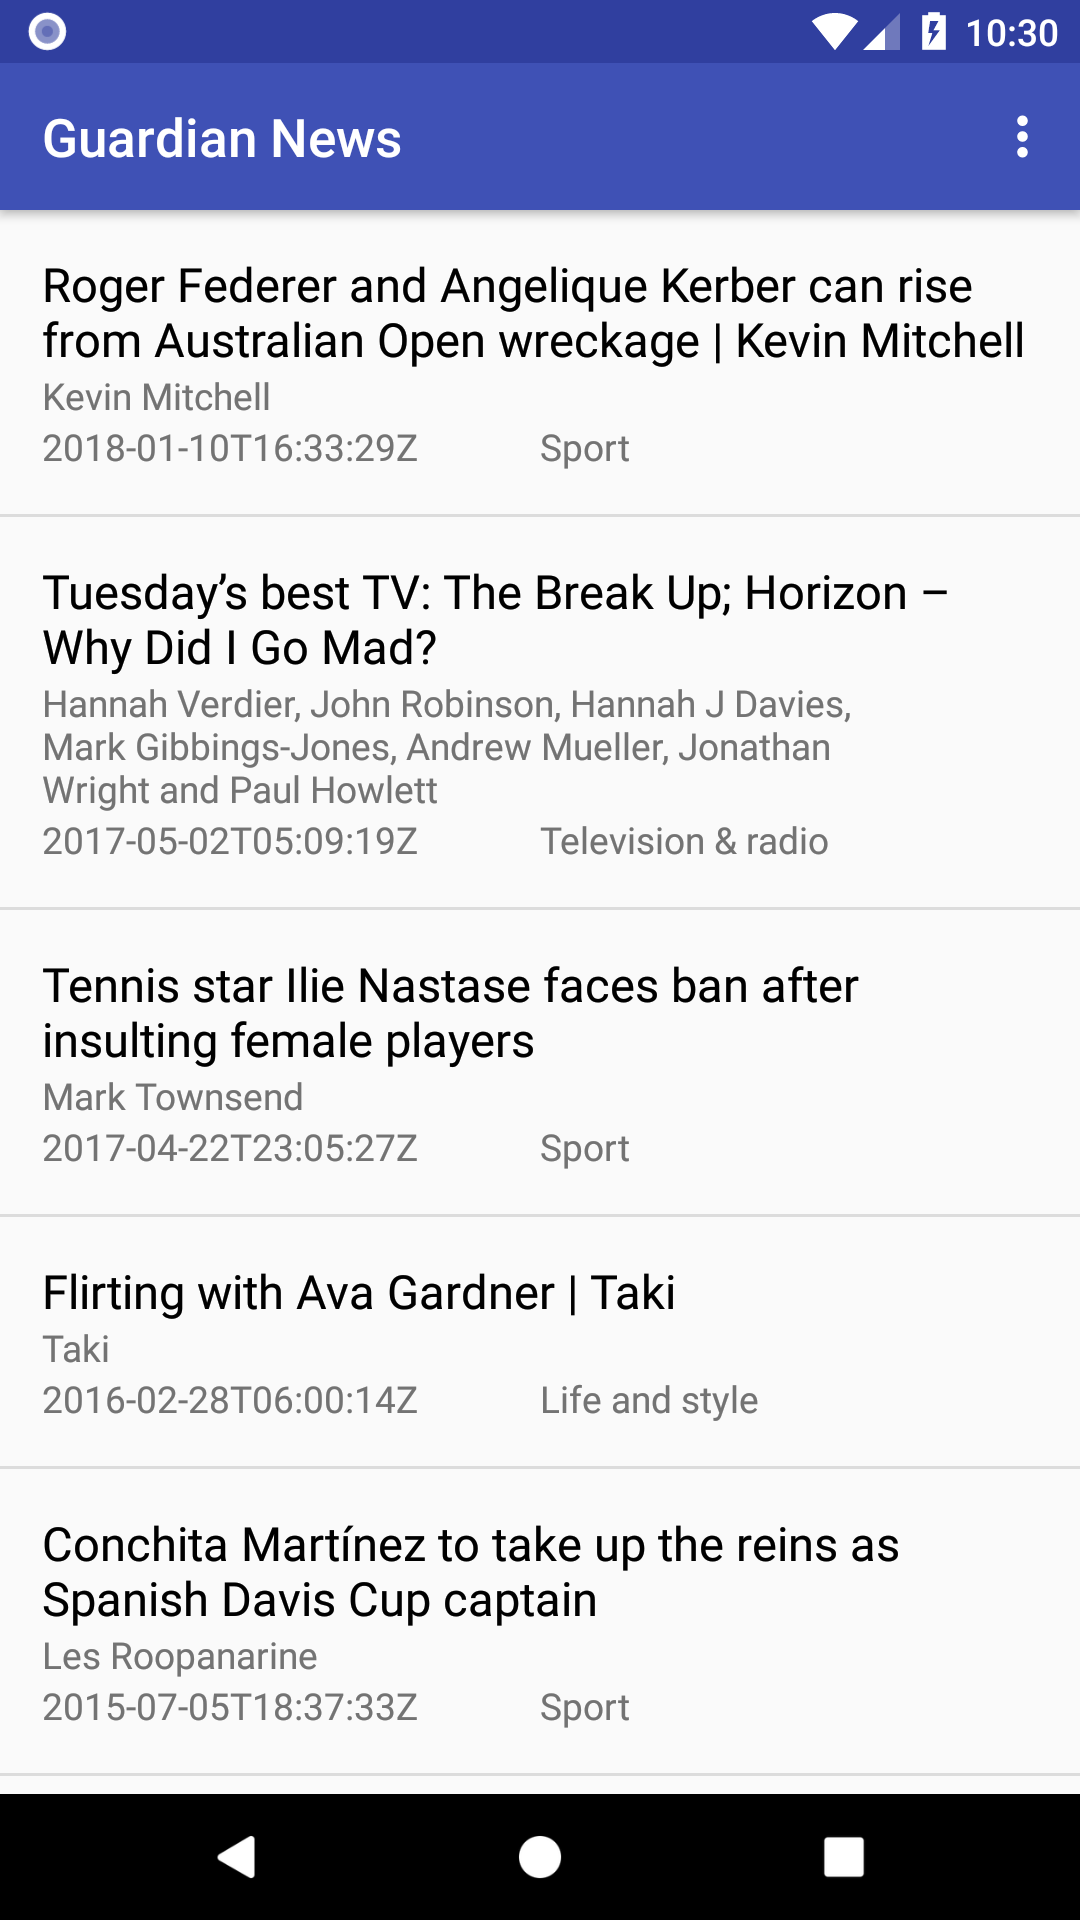 10:30
Guardian News
Roger Federer and Angelique Kerber can rise
from Australian Open wreckage | Kevin Mitchell
Kevin Mitchell
2018-01-10T16:33:29Z Sport
Tuesday’s best TV: The Break Up; Horizon –
Why Did I Go Mad?
Hannah Verdier, John Robinson, Hannah J Davies,
Mark Gibbings-Jones, Andrew Mueller, Jonathan
Wright and Paul Howlett
2017-05-02T05:09:19Z Television & radio
Tennis star Ilie Nastase faces ban after
insulting female players
Mark Townsend
2017-04-22T23:05:27Z Sport
Flirting with Ava Gardner | Taki
Taki
2016-02-28T06:00:14Z Life and style
Conchita Martínez to take up the reins as
Spanish Davis Cup captain
Les Roopanarine
2015-07-05T18:37:33Z Sport